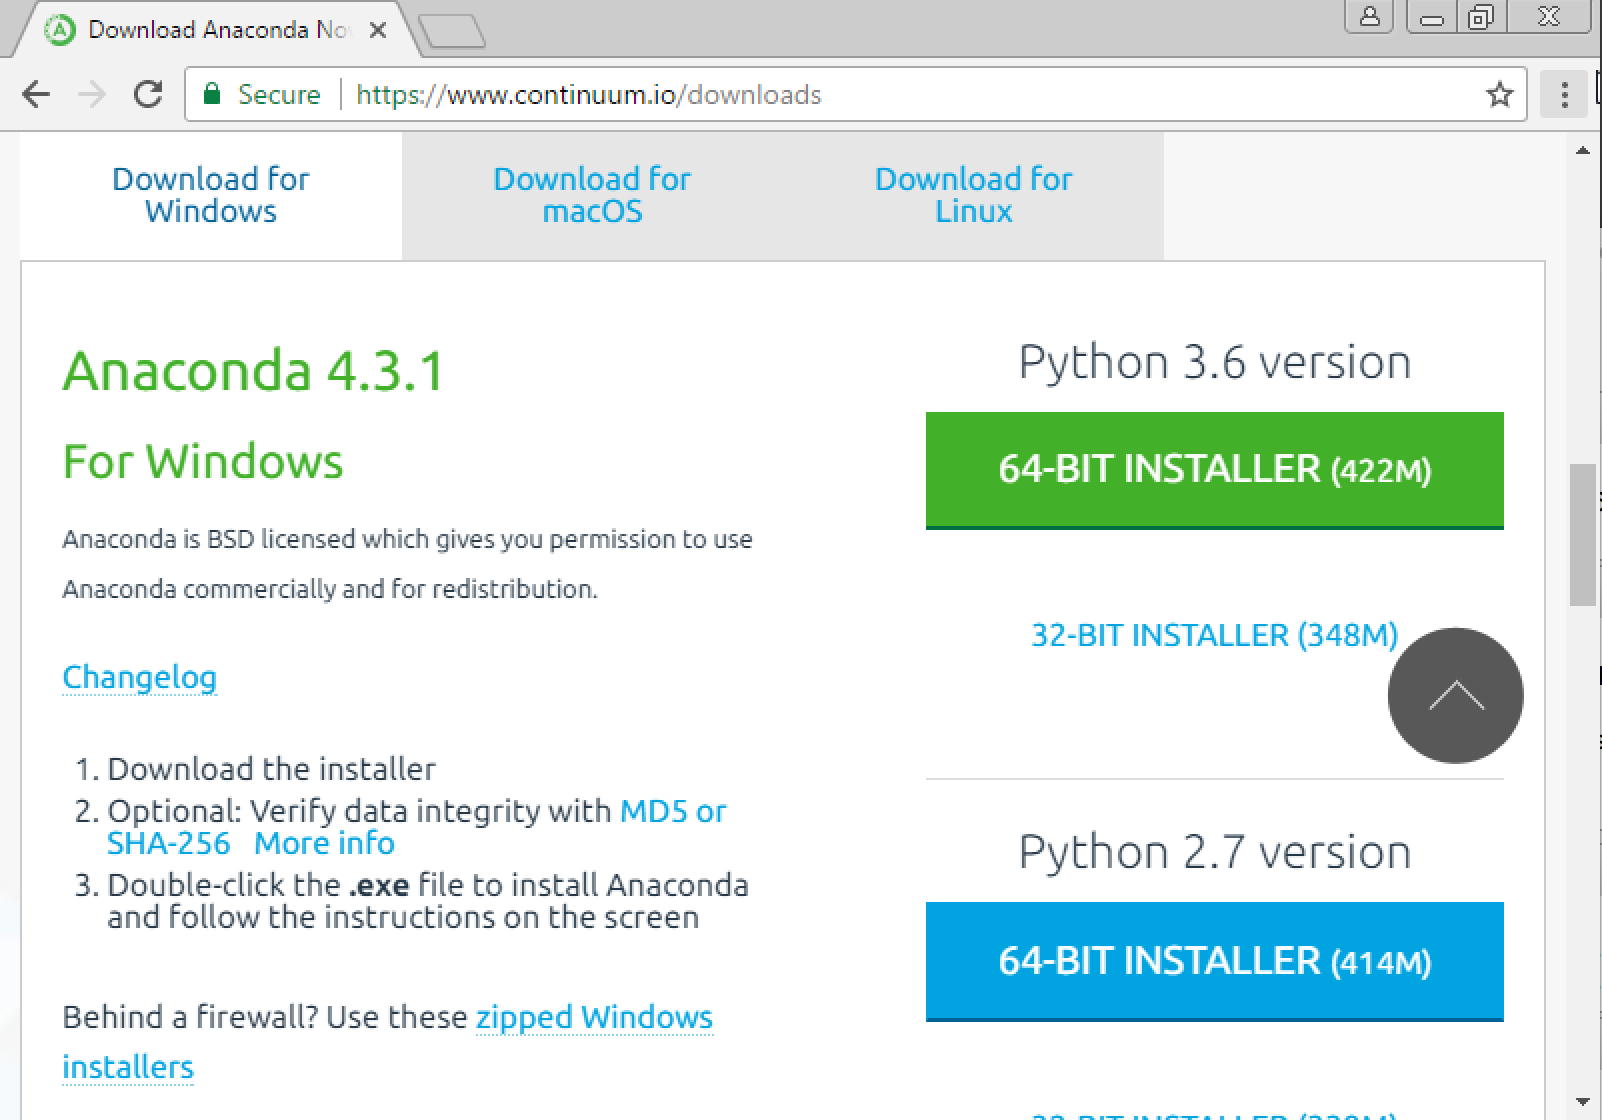 Download Anaconda No
Secure | https://www.continuum.io/downloads
Download for
Windows
Download for
macOS
Download for
Linux
Anaconda 4.3.1
For Windows
Anaconda is BSD licensed which gives you permission to use
Anaconda commercially and for redistribution.
Changelog
1. Download the installer
2. Optional: Verify data integrity with MD5 or
SHA-256 More info
3. Double-click the .exe file to install Anaconda
and follow the instructions on the screen
Behind a firewall? Use these zipped Windows
installers
Python 3.6 version
64-BIT INSTALLER (422M)
32-BIT INSTALLER (348M)
Python 2.7 version
64-BIT INSTALLER (414M)